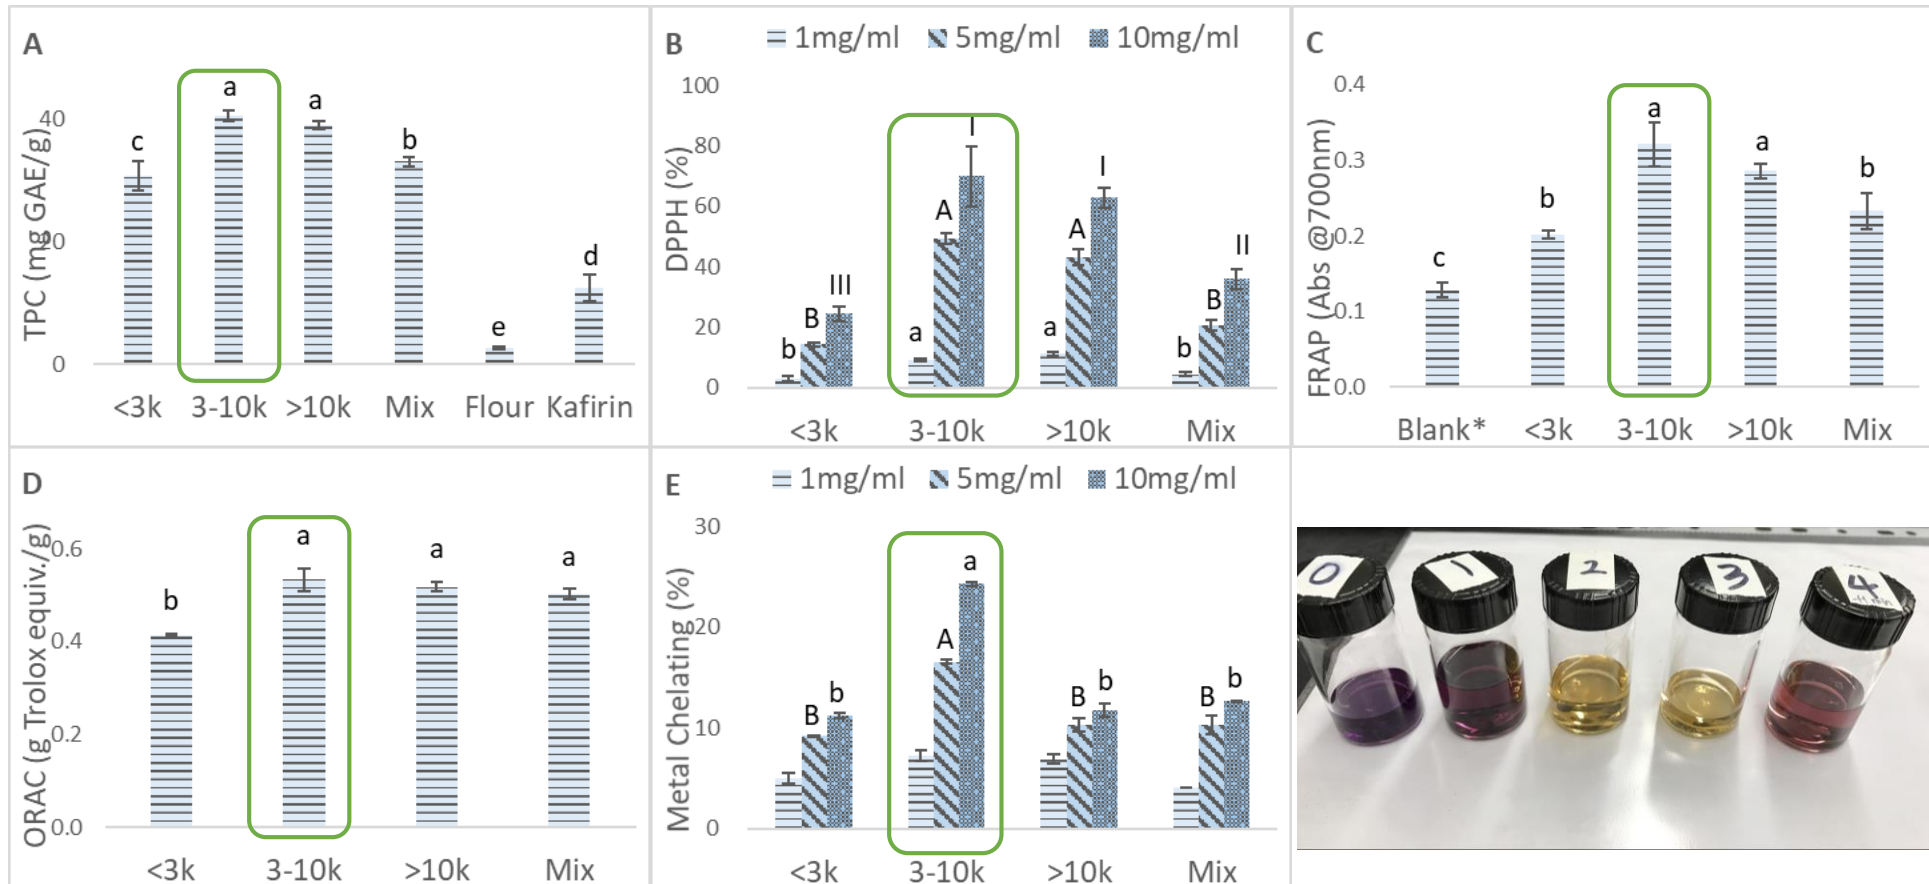 A
TPC (mg GAE/g)
40
20
0
c
a
a
b
e
d
<3k
3-10k
>10k
Mix
Flour
Kafirin
B
1mg/ml
5mg/ml
10mg/ml
DPPH (%)
100
80
60
40
20
0
b
B
III
a
A
I
a
A
I
b
B
II
<3k
3-10k
>10k
Mix
C
FRAP (Abs @700nm)
0.4
0.3
0.2
0.1
0.0
c
b
a
a
b
Blank*
<3k
3-10k
>10k
Mix
D
ORAC (g Trolox equiv./g)
0.6
0.4
0.2
0.0
b
a
a
a
<3k
3-10k
>10k
Mix
E
1mg/ml
5mg/ml
10mg/ml
Metal Chelating (%)
30
20
10
0
B
b
A
a
B
b
B
b
<3k
3-10k
>10k
Mix
0
1
2
3
4